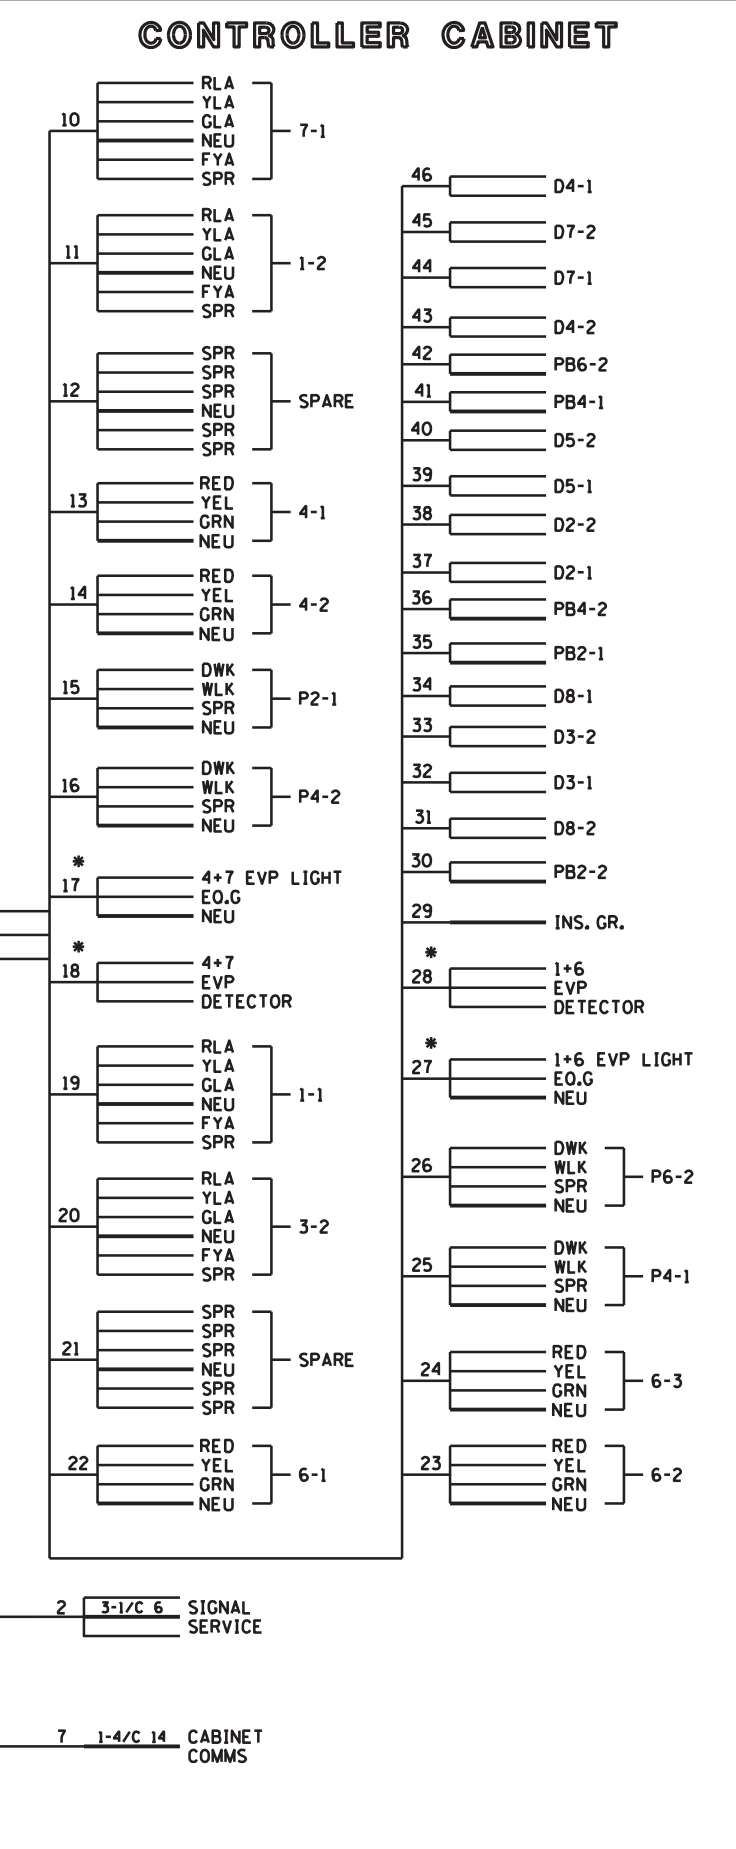 CONTROLLER CABINET
10
RLA
YLA
GLA
NEU
FYA
SPR
7-1
11
RLA
YLA
GLA
NEU
FYA
SPR
1-2
12
SPR
SPR
SPR
NEU
SPR
SPR
SPARE
13
RED
YEL
GRN
NEU
4-1
14
RED
YEL
GRN
NEU
4-2
15
DWK
WLK
SPR
NEU
P2-1
16
DWK
WLK
SPR
NEU
P4-2
*
17
4+7 EVP LIGHT
EQ.G
NEU
*
18
4+7
EVP
DETECTOR
19
RLA
YLA
GLA
NEU
FYA
SPR
1-1
20
RLA
YLA
GLA
NEU
FYA
SPR
3-2
21
SPR
SPR
SPR
NEU
SPR
SPR
SPARE
22
RED
YEL
GRN
NEU
6-1
46
D4-1
45
D7-2
44
D7-1
43
D4-2
42
PB6-2
41
PB4-1
40
D5-2
39
D5-1
38
D2-2
37
D2-1
36
PB4-2
35
PB2-1
34
D8-1
33
D3-2
32
D3-1
31
D8-2
30
PB2-2
29
INS. GR.
*
28
1+6
EVP
DETECTOR
*
27
1+6 EVP LIGHT
EQ.G
NEU
26
DWK
WLK
SPR
NEU
P6-2
25
DWK
WLK
SPR
NEU
P4-1
24
RED
YEL
GRN
NEU
6-3
23
RED
YEL
GRN
NEU
6-2
2
3-1/C 6
SIGNAL
SERVICE
7
1-4/C 14
CABINET
COMMS